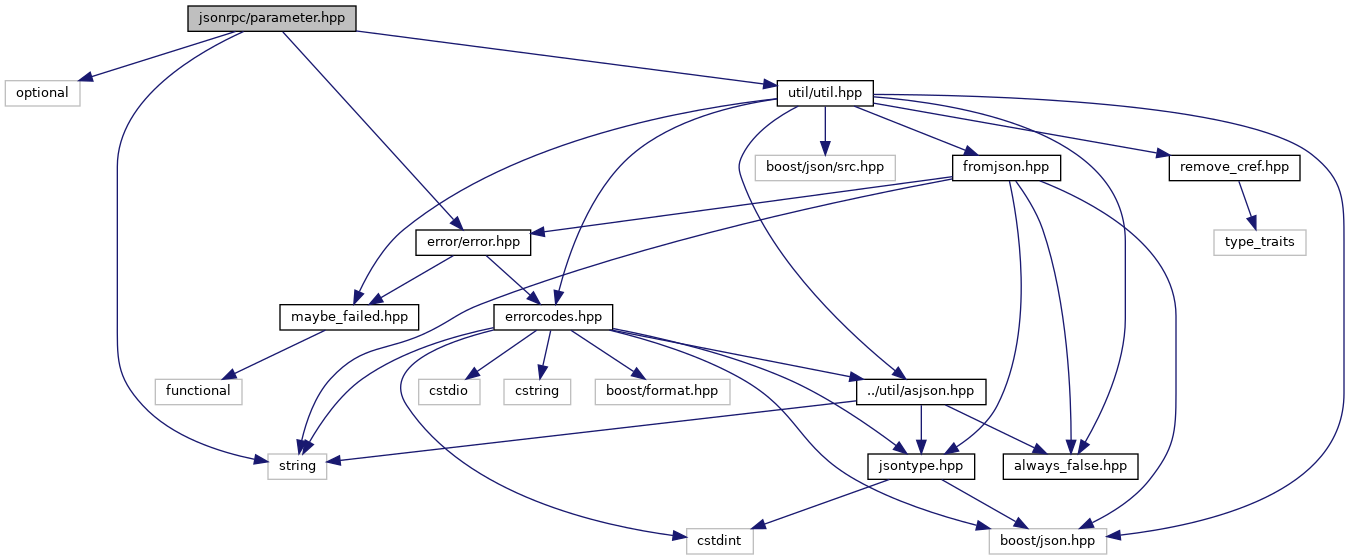 jsonrpc/parameter.hpp
optional
util/util.hpp
boost/json/src.hpp
fromjson.hpp
remove_cref.hpp
error/error.hpp
type_traits
maybe_failed.hpp
errorcodes.hpp
functional
cstdio
cstring
boost/format.hpp
../util/asjson.hpp
string
jsontype.hpp
always_false.hpp
cstdint
boost/json.hpp